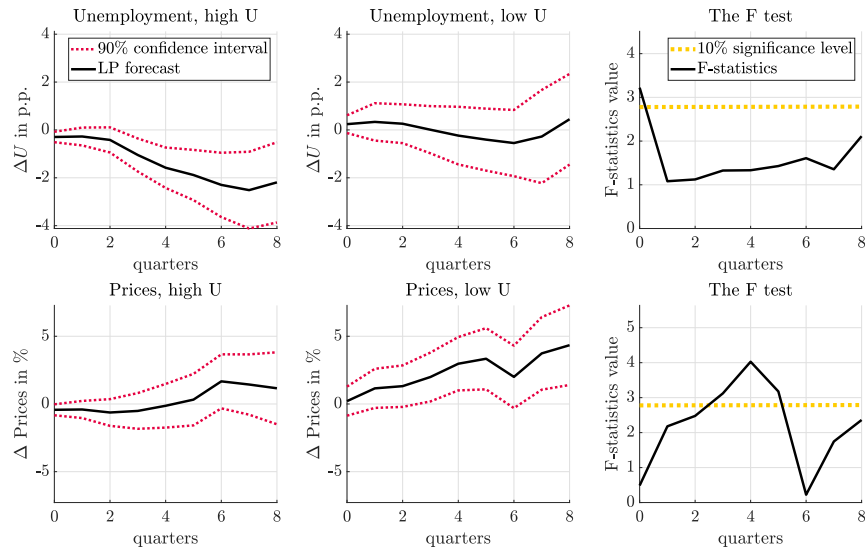 Unemployment, high U
Unemployment, low U
The F test
90% confidence interval
LP forecast
10% significance level
F-statistics
ΔU in p.p.
4
2
0
-2
-4
0 2 4 6 8
quarters
ΔU in p.p.
4
2
0
-2
-4
0 2 4 6 8
quarters
F-statistics value
4
3
2
1
0
0 2 4 6 8
quarters
Prices, high U
Prices, low U
The F test
Δ Prices in %
5
0
-5
0 2 4 6 8
quarters
Δ Prices in %
5
0
-5
0 2 4 6 8
quarters
F-statistics value
5
4
3
2
1
0
0 2 4 6 8
quarters